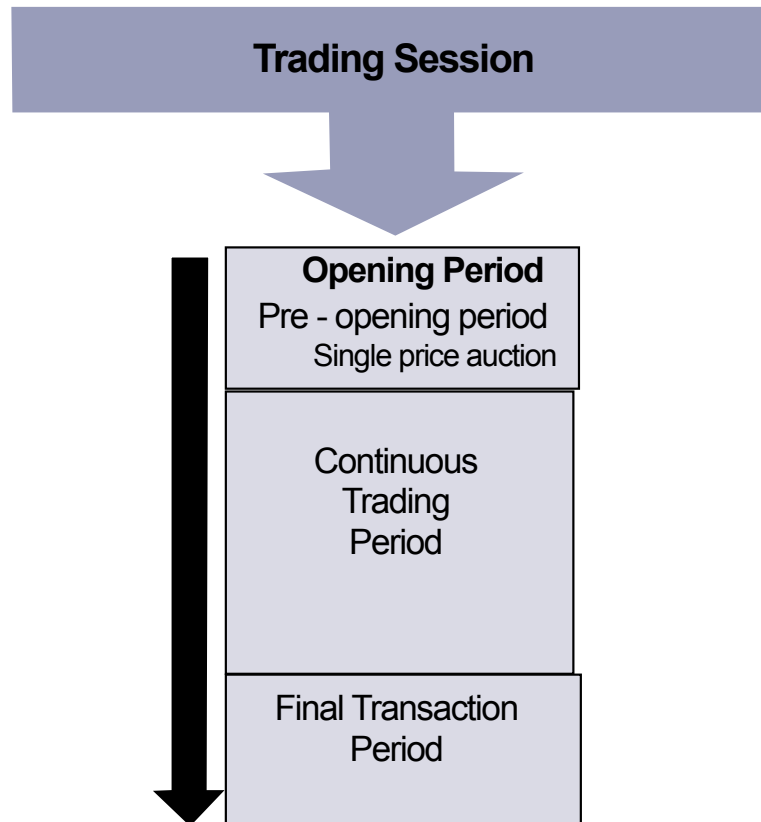 Trading Session
Opening Period
Pre - opening period
Single price auction
Continuous
Trading
Period
Final Transaction
Period